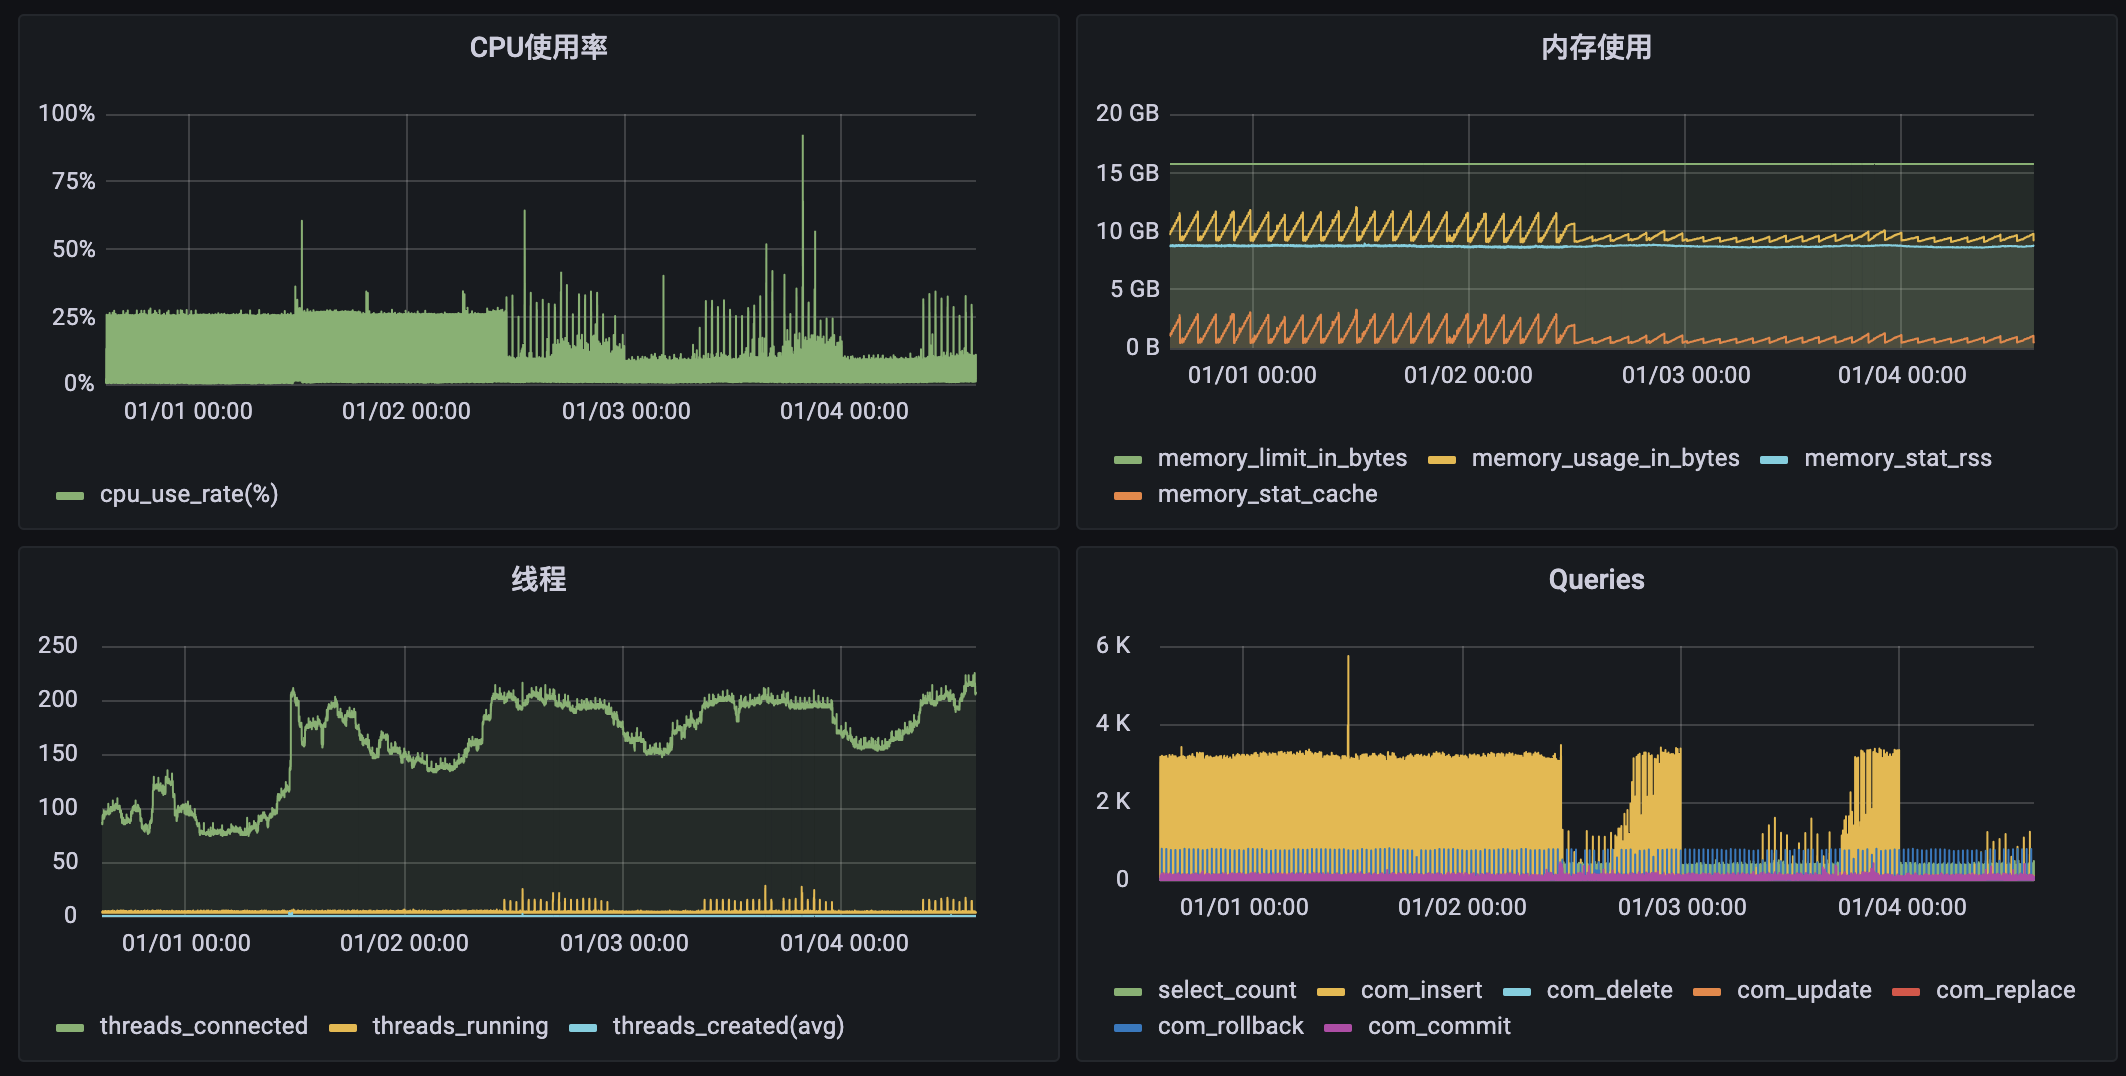 CPU使用率
100%
75%
50%
25%
0%
01/01 00:00 01/02 00:00 01/03 00:00 01/04 00:00
cpu_use_rate(%)
内存使用
20 GB
15 GB
10 GB
5 GB
0 B
01/01 00:00 01/02 00:00 01/03 00:00 01/04 00:00
memory_limit_in_bytes memory_usage_in_bytes memory_stat_rss
memory_stat_cache
线程
250
200
150
100
50
0
01/01 00:00 01/02 00:00 01/03 00:00 01/04 00:00
threads_connected threads_running threads_created(avg)
Queries
6 K
4 K
2 K
0
01/01 00:00 01/02 00:00 01/03 00:00 01/04 00:00
select_count com_insert com_delete com_update com_replace
com_rollback com_commit